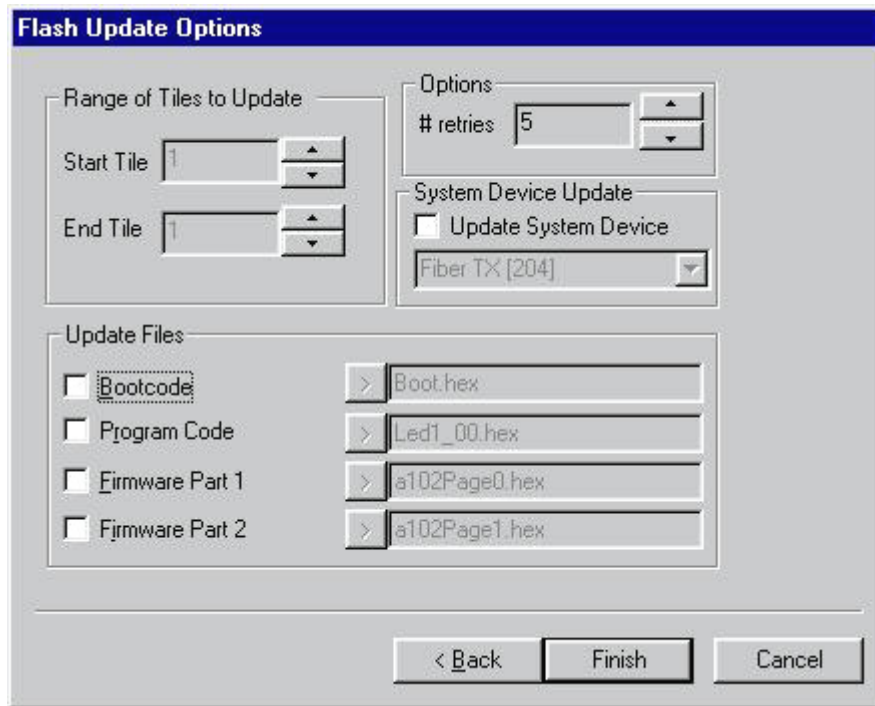 Flash Update Options
Range of Tiles to Update
Start Tile 1
End Tile 1
Options
# retries 5
System Device Update
Update System Device
Fiber TX [204]
Update Files
Bootcode > Boot.hex
Program Code > Led1_00.hex
Firmware Part 1 > a102Page0.hex
Firmware Part 2 > a102Page1.hex
< Back Finish Cancel